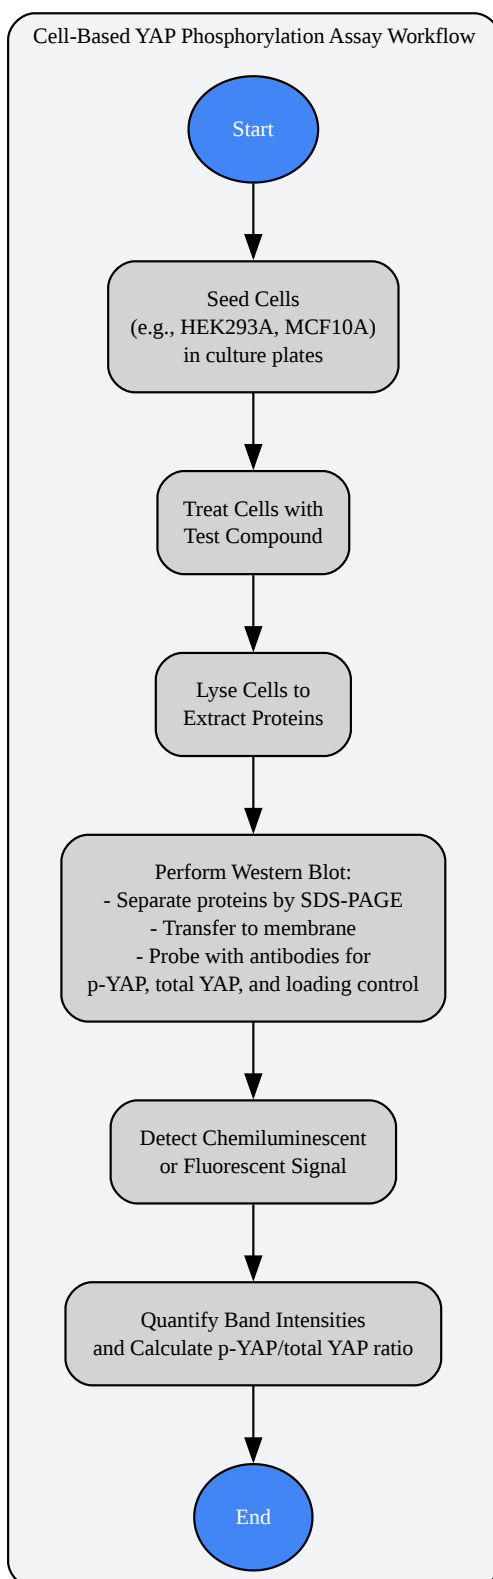 Cell-Based YAP Phosphorylation Assay Workflow
Start
Seed Cells
(e.g., HEK293A, MCF10A)
in culture plates
Treat Cells with
Test Compound
Lyse Cells to
Extract Proteins
Perform Western Blot:
- Separate proteins by SDS-PAGE
- Transfer to membrane
- Probe with antibodies for
p-YAP, total YAP, and loading control
Detect Chemiluminescent
or Fluorescent Signal
Quantify Band Intensities
and Calculate p-YAP/total YAP ratio
End